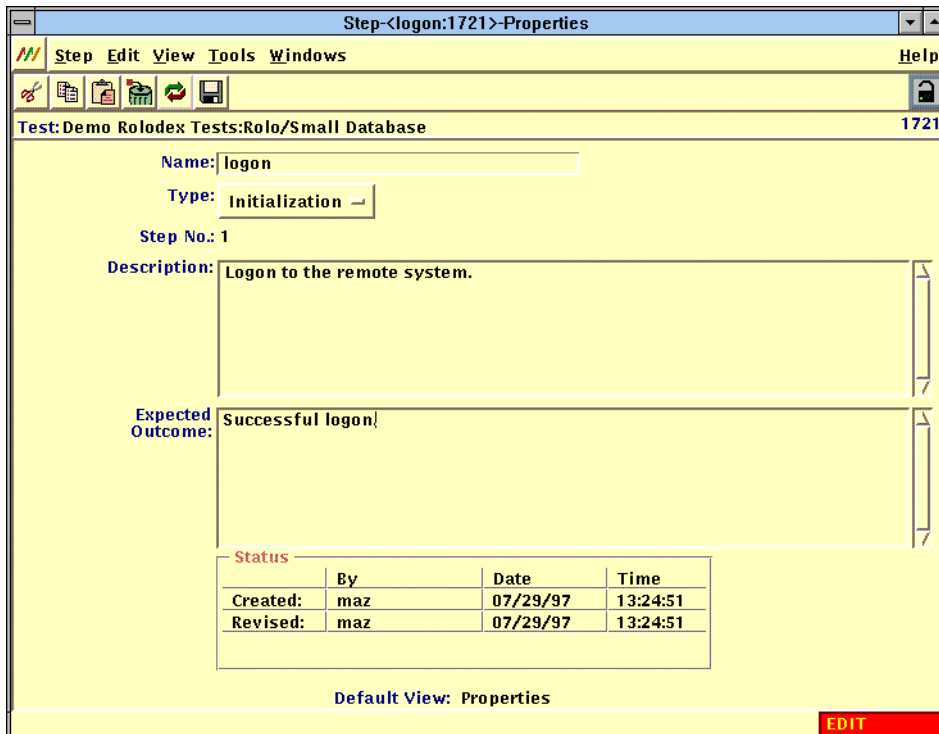 Step-<logon:1721>-Properties
Step Edit View Tools Windows Help
Test: Demo Rolodex Tests:Rolo/Small Database 1721
Name: logon
Type: Initialization
Step No.: 1
Description: Logon to the remote system.
Expected Outcome: Successful logon.
Status
By Date Time
Created: maz 07/29/97 13:24:51
Revised: maz 07/29/97 13:24:51
Default View: Properties
EDIT